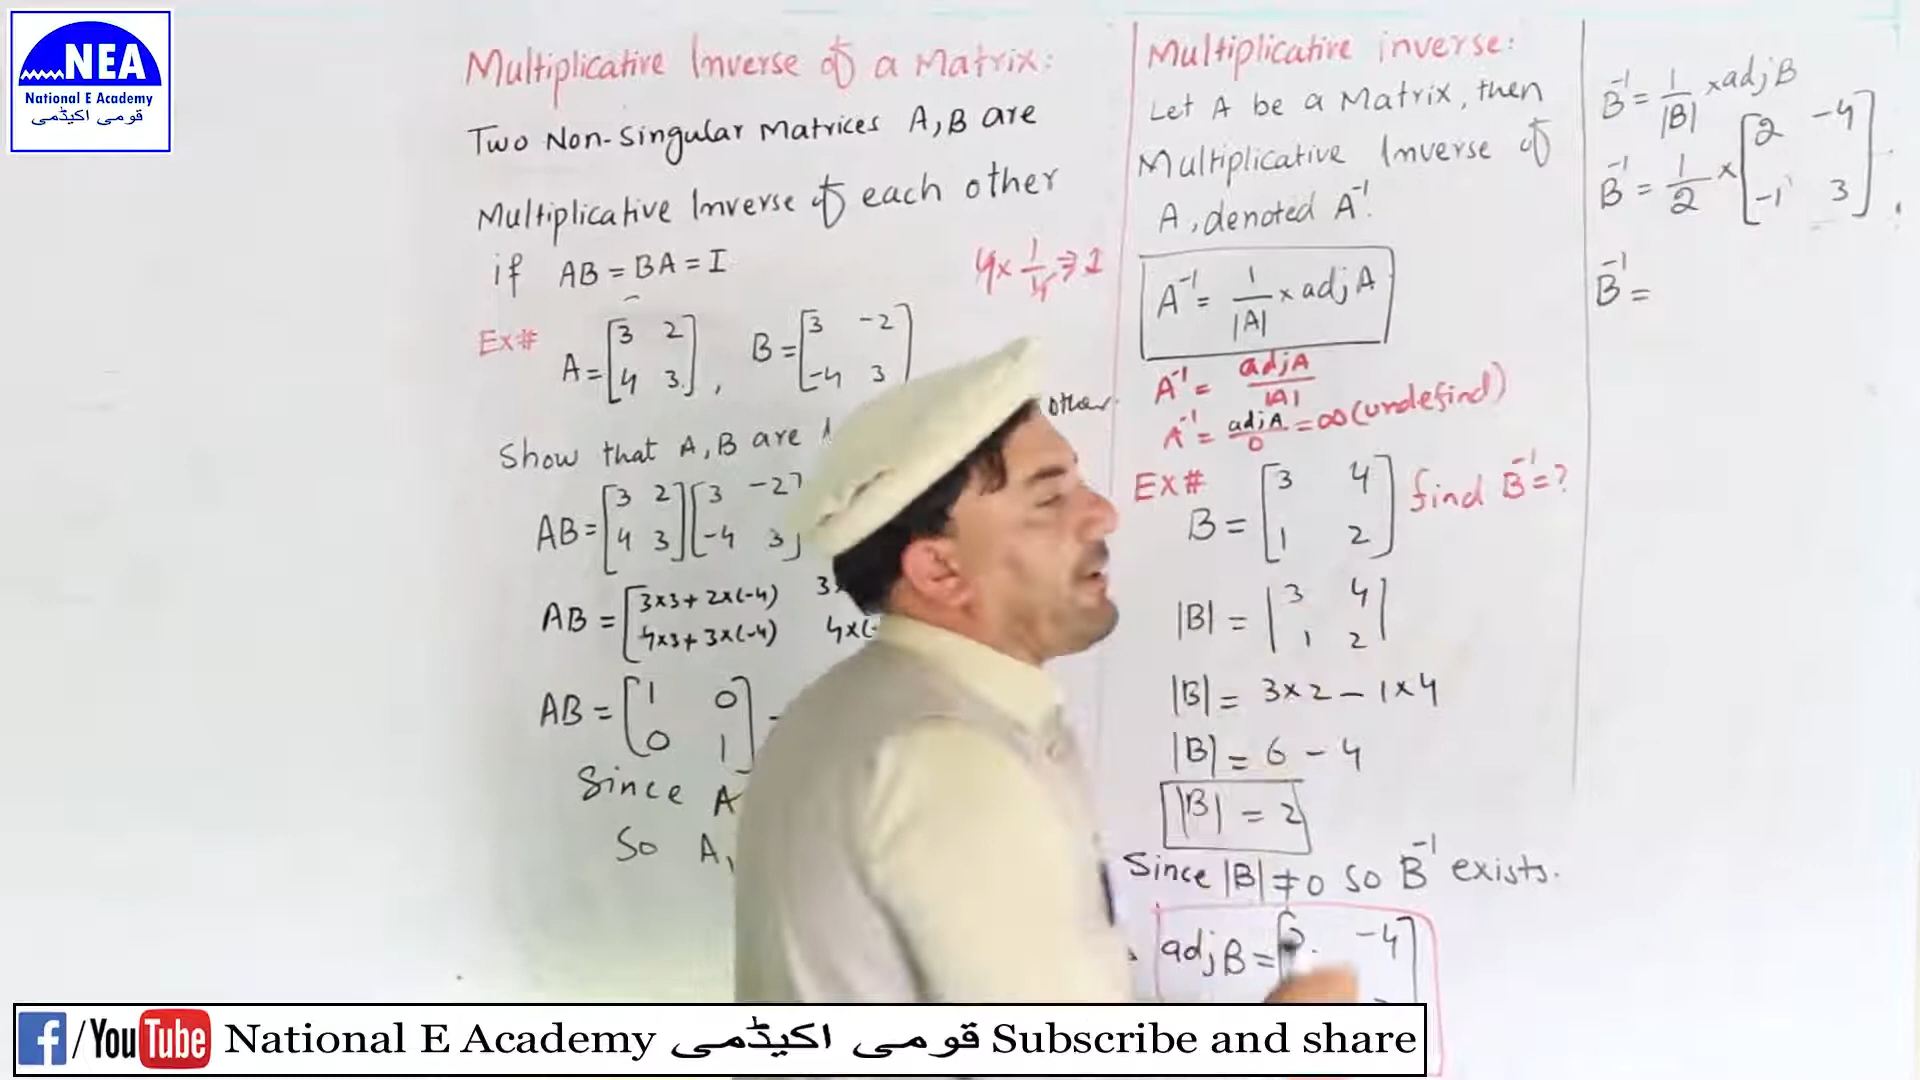 NEA
National E Academy
قومی اکیڈمی
Multiplicative Inverse of a Matrix:
Two Non-Singular Matrices A,B are
Multiplicative Inverse of each other
if AB = BA = I
4 × 1/4 ⇒ 1
Ex# A = [3 2; 4 3], B = [3 -2; -4 3]
Show that A,B are other.
AB = [3 2; 4 3][3 -2; -4 3]
AB = [3×3+2×(-4) 3×; 4×3+3×(-4) 4×(-]
AB = [1 0; 0 1]
Since A
So A,
Multiplicative inverse:
Let A be a Matrix, then
Multiplicative Inverse of
A, denoted A⁻¹.
A⁻¹ = 1/|A| × adj A
A⁻¹ = adjA/|A|
A⁻¹ = adjA/0 = ∞ (undefind)
Ex# B = [3 4; 1 2] find B⁻¹=?
|B| = |3 4; 1 2|
|B| = 3×2 - 1×4
|B| = 6 - 4
|B| = 2
Since |B| ≠ 0 so B⁻¹ exists.
adjB = [ -4
B⁻¹ = 1/|B| × adjB
B⁻¹ = 1/2 × [2 -4; -1 3]
B⁻¹ =
f/YouTube National E Academy قومی اکیڈمی Subscribe and share